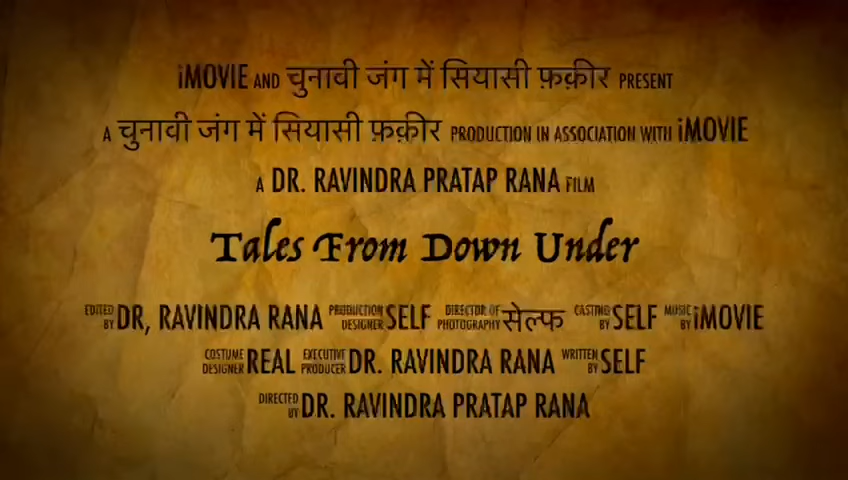 iMOVIE AND चुनावी जंग में सियासी फ़क़ीर PRESENT
A चुनावी जंग में सियासी फ़क़ीर PRODUCTION IN ASSOCIATION WITH iMOVIE
A DR. RAVINDRA PRATAP RANA FILM
Tales From Down Under
EDITED BY DR, RAVINDRA RANA PRODUCTION DESIGNER SELF DIRECTOR OF PHOTOGRAPHY सेल्फ CASTING BY SELF MUSIC BY iMOVIE
COSTUME DESIGNER REAL EXECUTIVE PRODUCER DR. RAVINDRA RANA WRITTEN BY SELF
DIRECTED BY DR. RAVINDRA PRATAP RANA